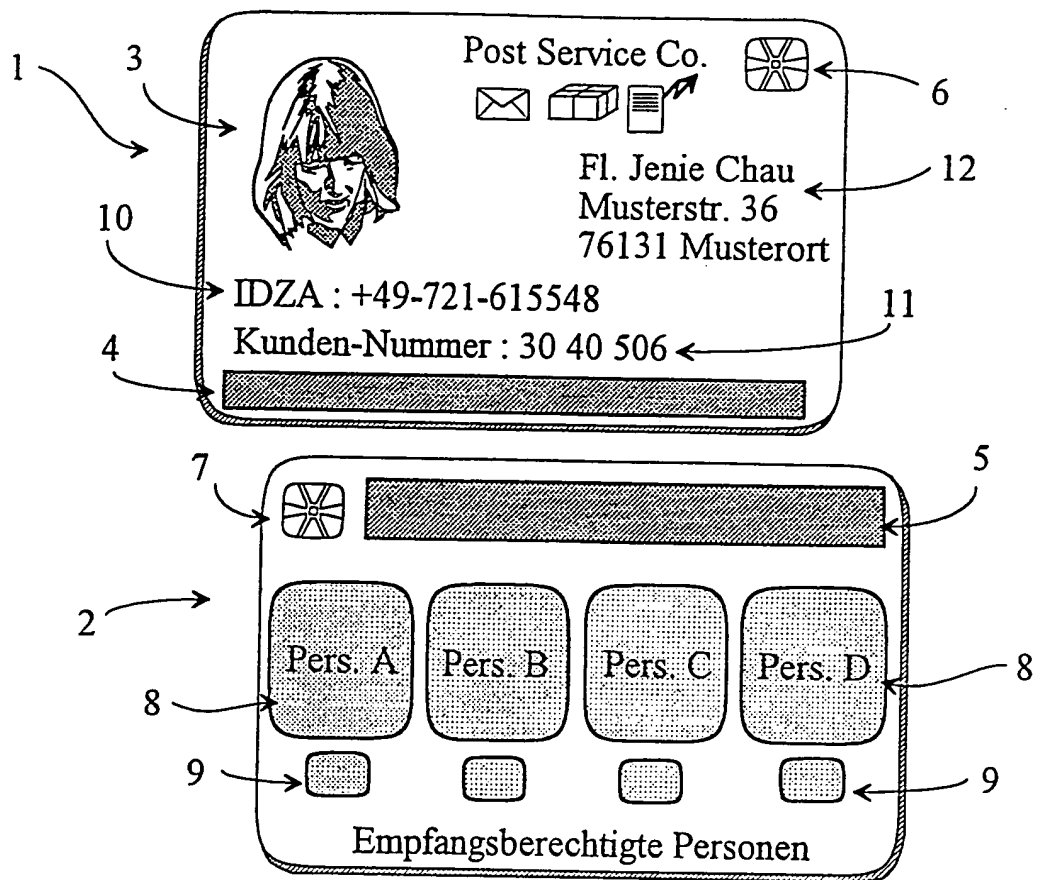 Post Service Co.
1
3
6
Fl. Jenie Chau
12
Musterstr. 36
76131 Musterort
10
IDZA : +49-721-615548
11
Kunden-Nummer : 30 40 506
4
7
5
2
Pers. A
Pers. B
Pers. C
Pers. D
8
8
9
9
Empfangsberechtigte Personen